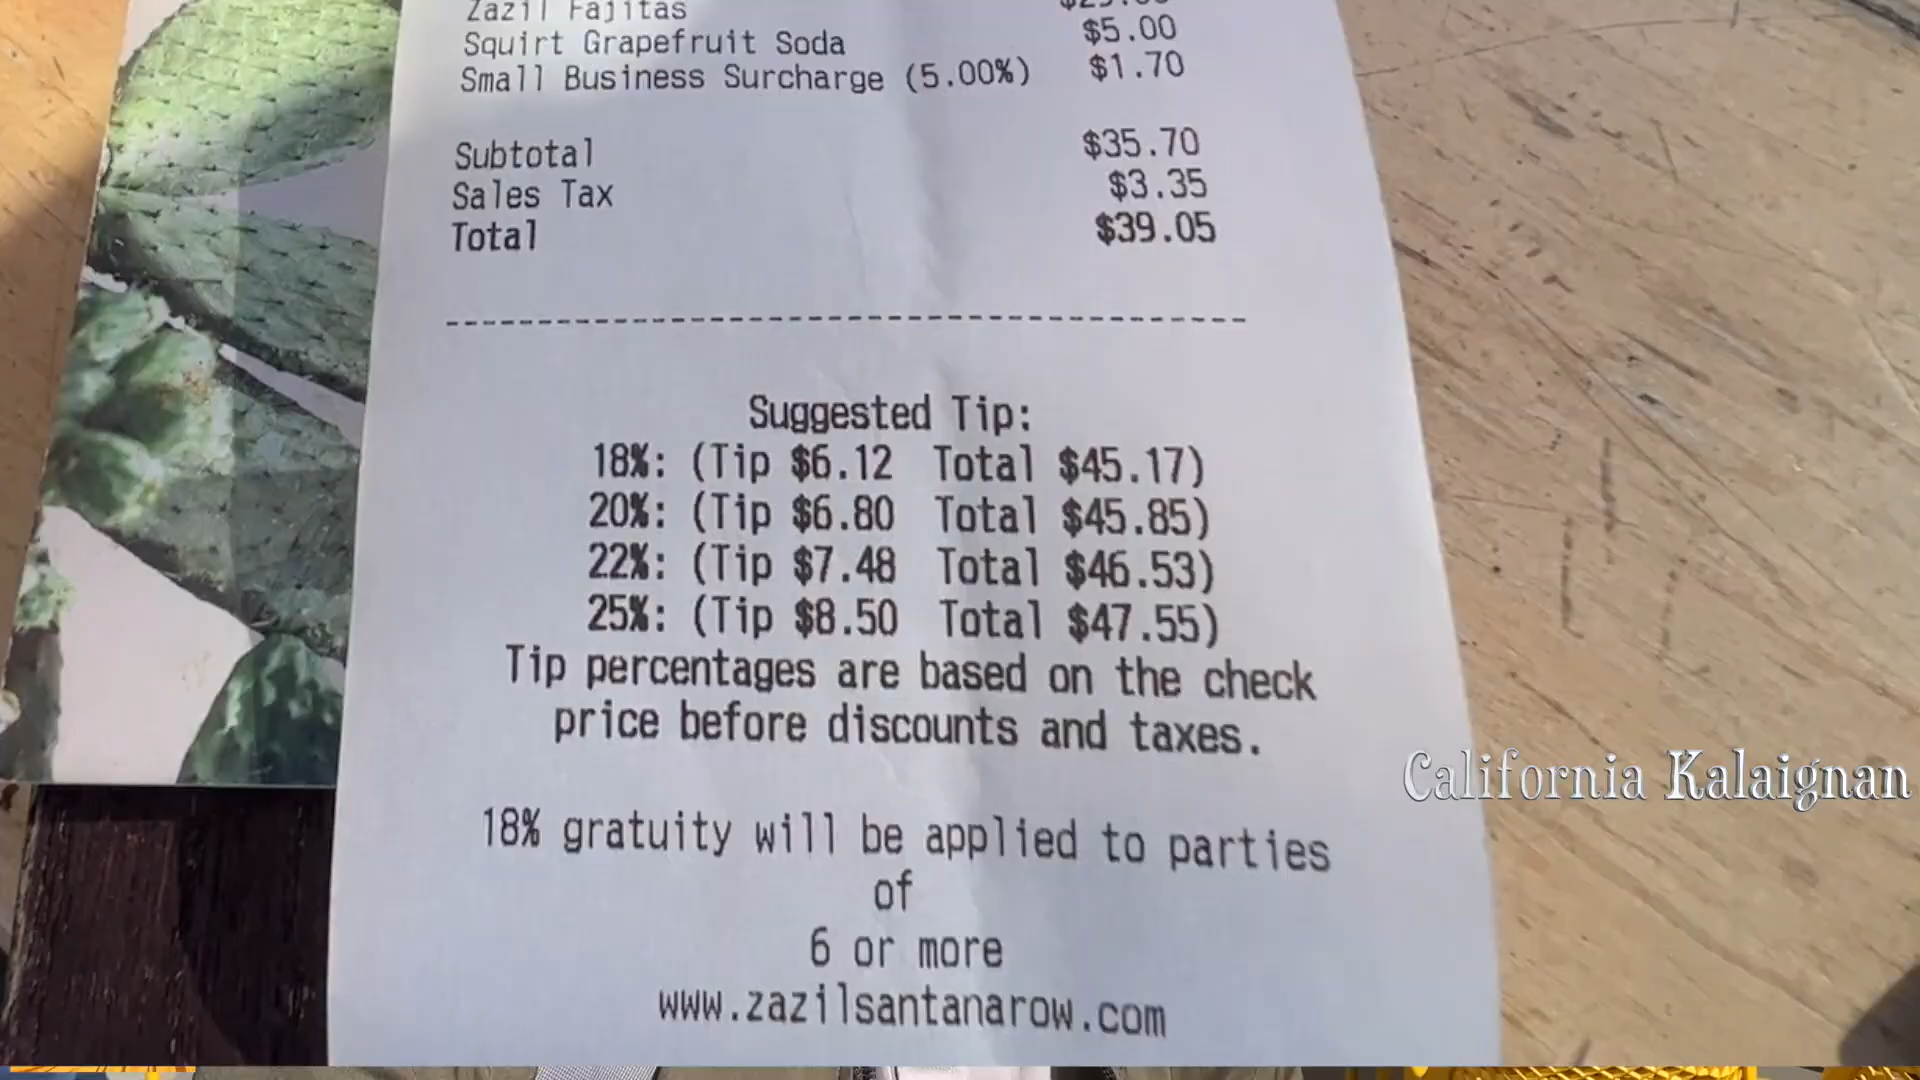 Zazil Fajitas
Squirt Grapefruit Soda $5.00
Small Business Surcharge (5.00%) $1.70
Subtotal $35.70
Sales Tax $3.35
Total $39.05
Suggested Tip:
18%: (Tip $6.12 Total $45.17)
20%: (Tip $6.80 Total $45.85)
22%: (Tip $7.48 Total $46.53)
25%: (Tip $8.50 Total $47.55)
Tip percentages are based on the check
price before discounts and taxes.
California Kalaignan
18% gratuity will be applied to parties
of
6 or more
www.zazilsantanarow.com